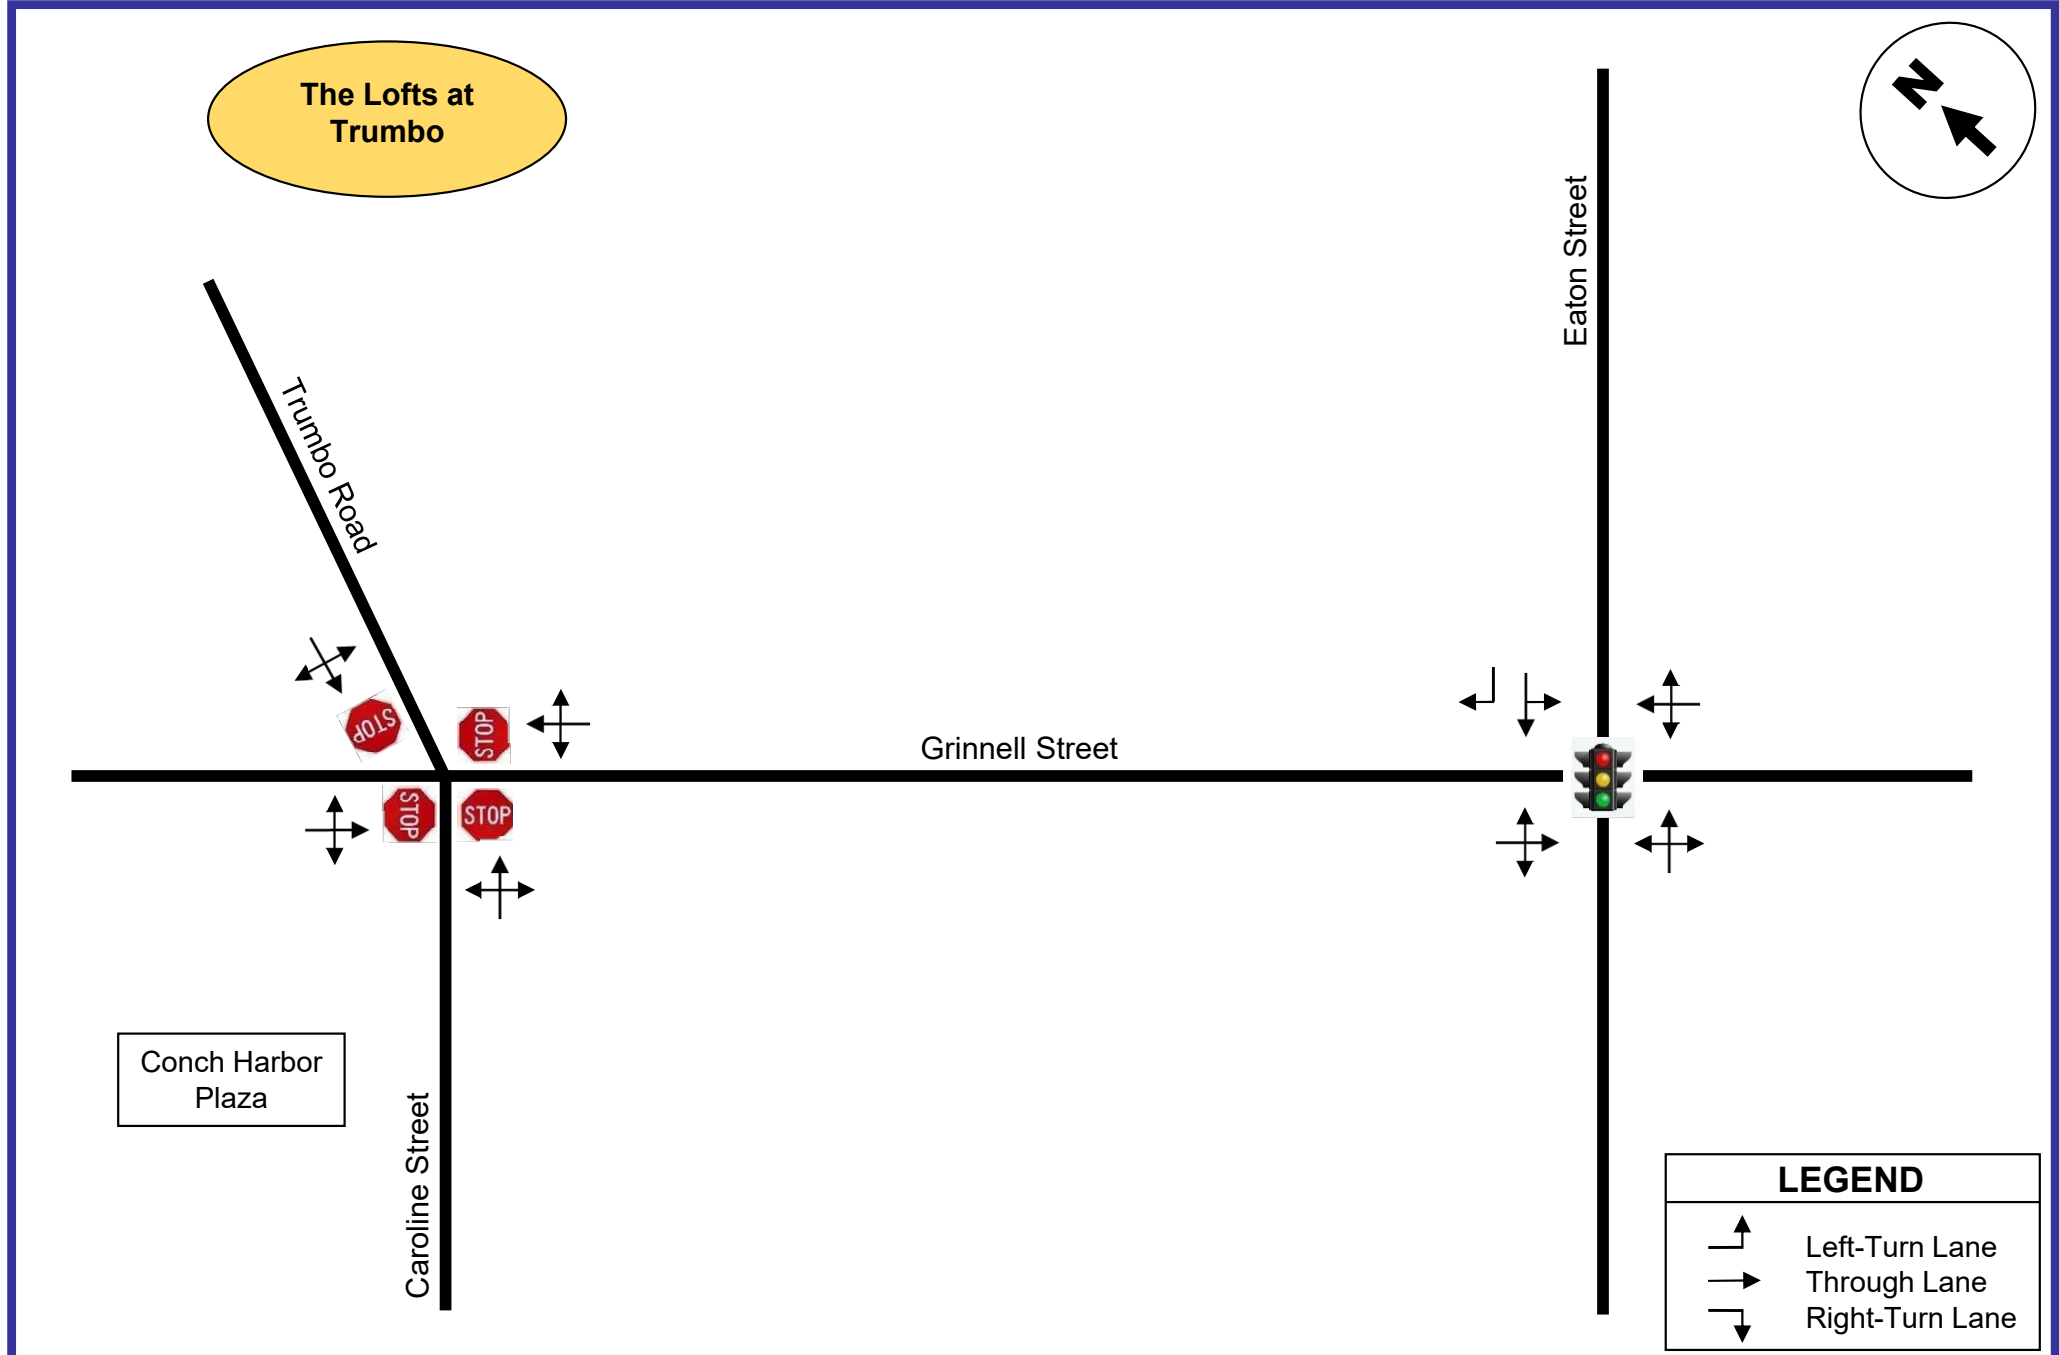 The Lofts at
Trumbo
N
Eaton Street
Trumbo Road
STOP
STOP
Grinnell Street
STOP
STOP
Conch Harbor
Plaza
Caroline Street
LEGEND
Left-Turn Lane
Through Lane
Right-Turn Lane